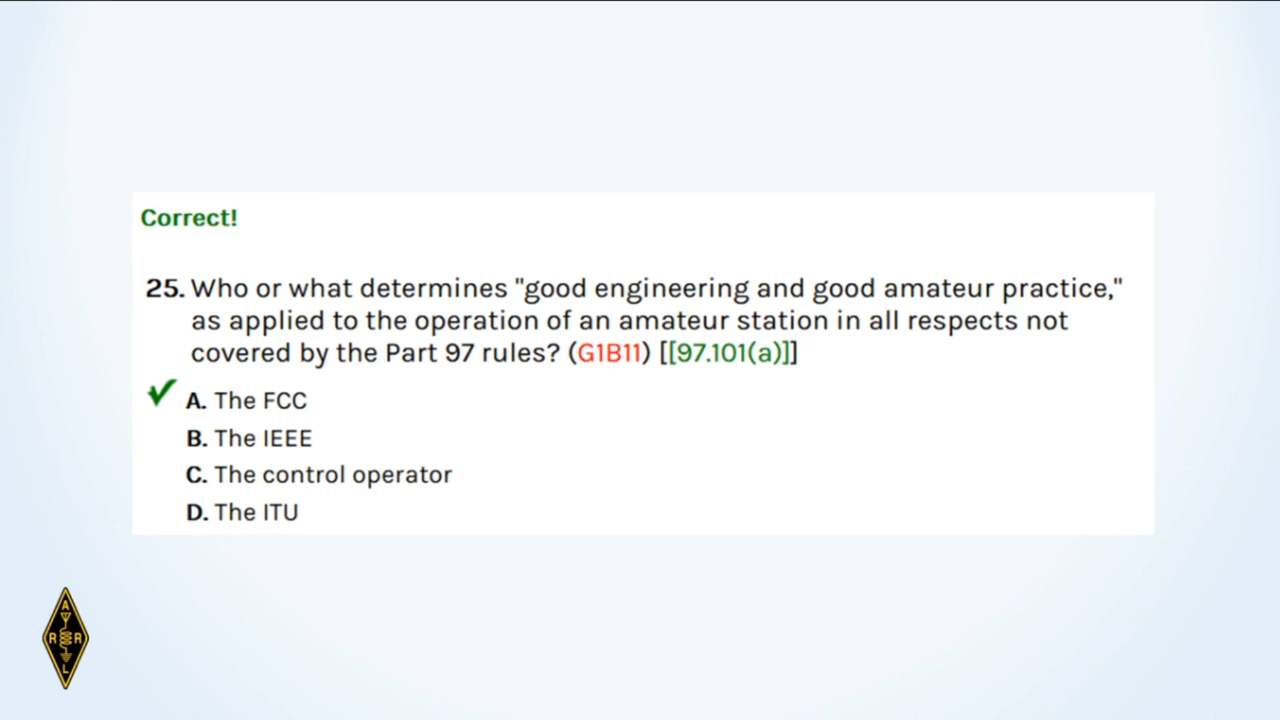 Correct!
25. Who or what determines "good engineering and good amateur practice,"
as applied to the operation of an amateur station in all respects not
covered by the Part 97 rules? (G1B11) [[97.101(a)]]
A. The FCC
B. The IEEE
C. The control operator
D. The ITU
A
R R
L